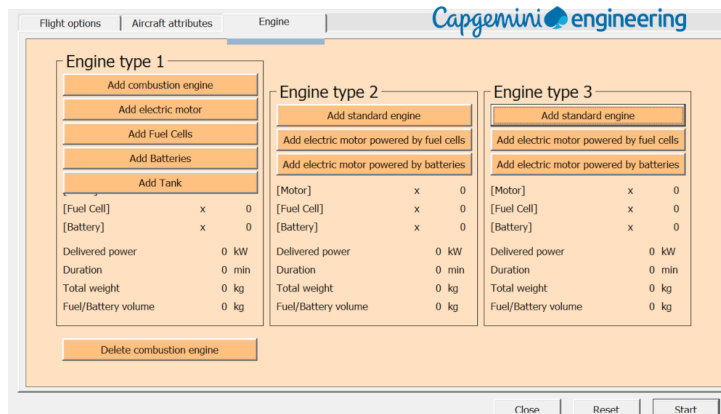 Flight options
Aircraft attributes
Engine
Capgemini engineering
Engine type 1
Add combustion engine
Add electric motor
Add Fuel Cells
Add Batteries
Add Tank
[Fuel Cell] x 0
[Battery] x 0
Delivered power 0 kW
Duration 0 min
Total weight 0 kg
Fuel/Battery volume 0 kg
Delete combustion engine
Engine type 2
Add standard engine
Add electric motor powered by fuel cells
Add electric motor powered by batteries
[Motor] x 0
[Fuel Cell] x 0
[Battery] x 0
Delivered power 0 kW
Duration 0 min
Total weight 0 kg
Fuel/Battery volume 0 kg
Engine type 3
Add standard engine
Add electric motor powered by fuel cells
Add electric motor powered by batteries
[Motor] x 0
[Fuel Cell] x 0
[Battery] x 0
Delivered power 0 kW
Duration 0 min
Total weight 0 kg
Fuel/Battery volume 0 kg
Close
Reset
Start